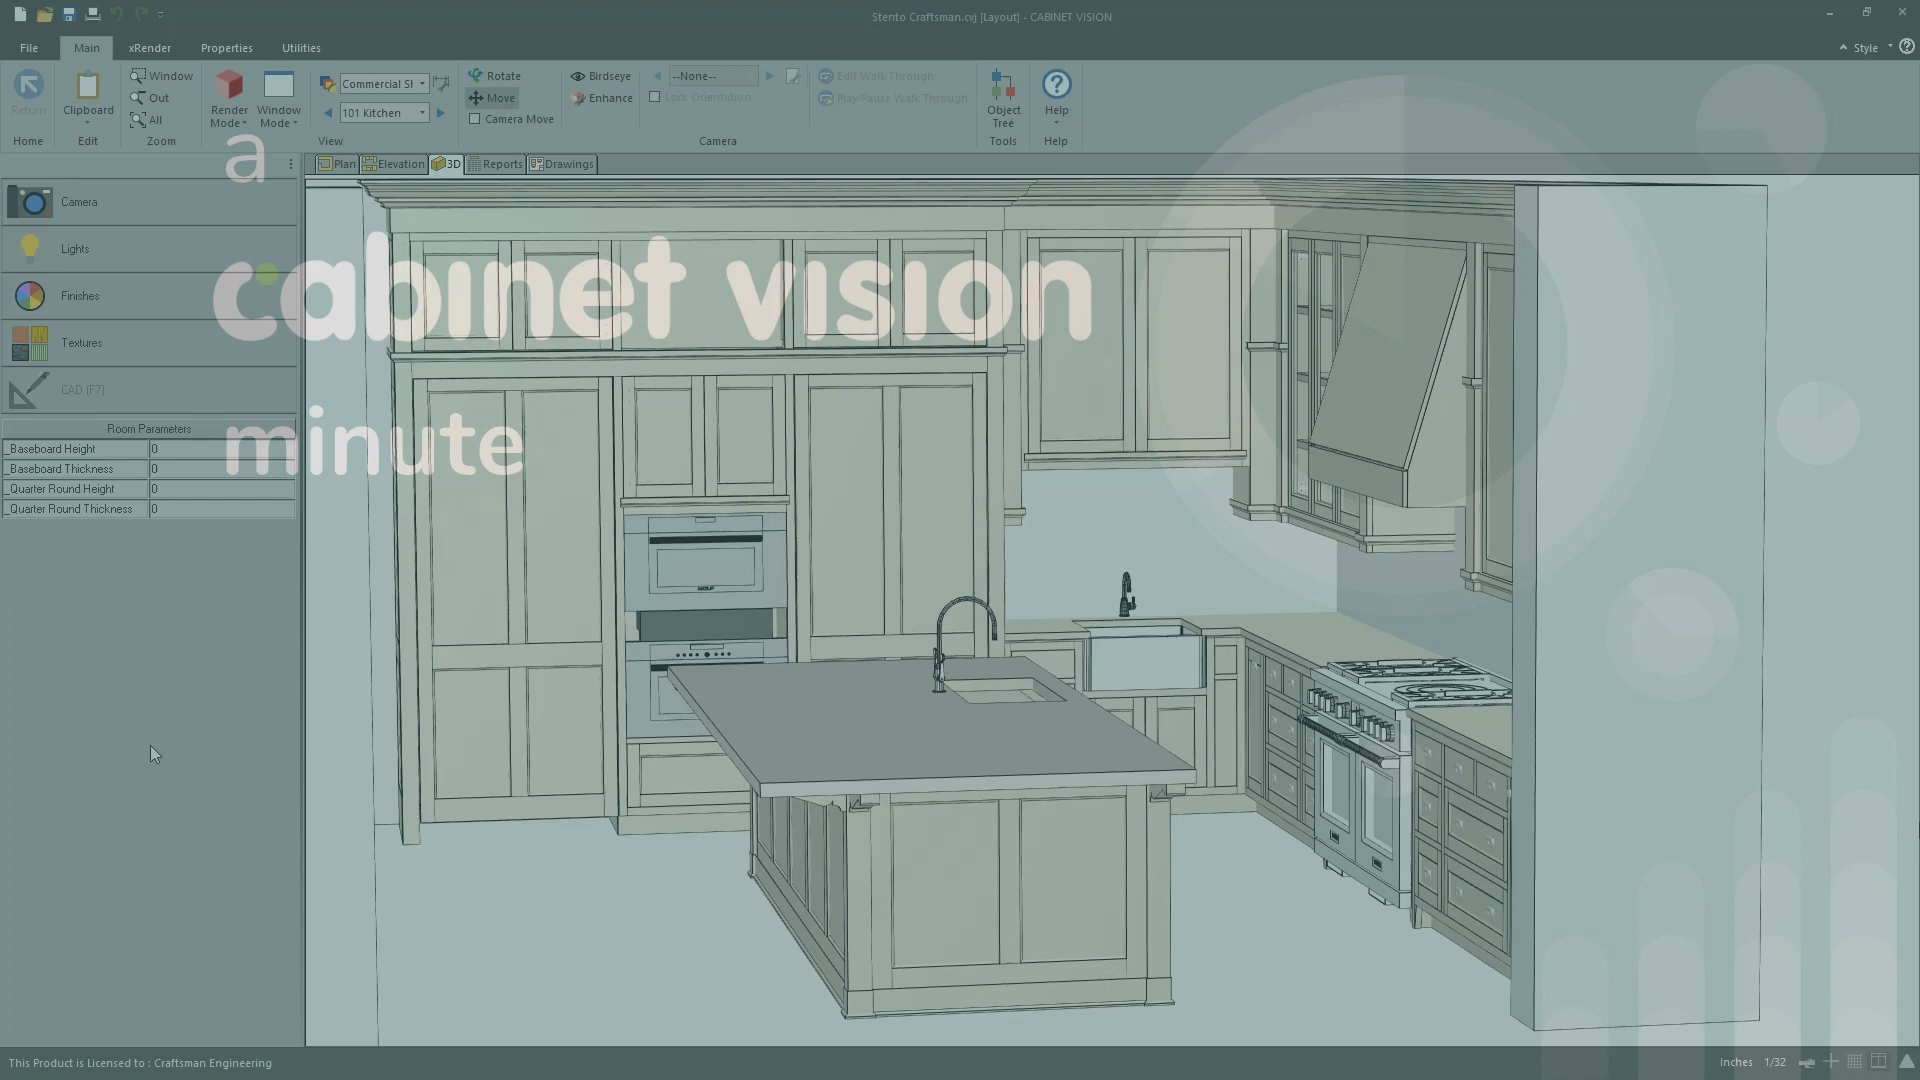 Stento Craftsman.cvj [Layout] - CABINET VISION
File Main xRender Properties Utilities
Style
Return
Clipboard
Window
Out
All
Render Mode
Window Mode
Commercial Sh
101 Kitchen
Rotate
Move
Camera Move
Birdseye
Enhance
--None--
Lock Orientation
Edit Walk Through
Play/Pause Walk Through
Object Tree
Help
Home Edit Zoom View Camera Tools Help
Plan Elevation 3D Reports Drawings
a
cabinet vision
minute
Camera
Lights
Finishes
Textures
CAD (F7)
Room Parameters
_Baseboard Height 0
_Baseboard Thickness 0
_Quarter Round Height 0
_Quarter Round Thickness 0
This Product is Licensed to : Craftsman Engineering
Inches 1/32